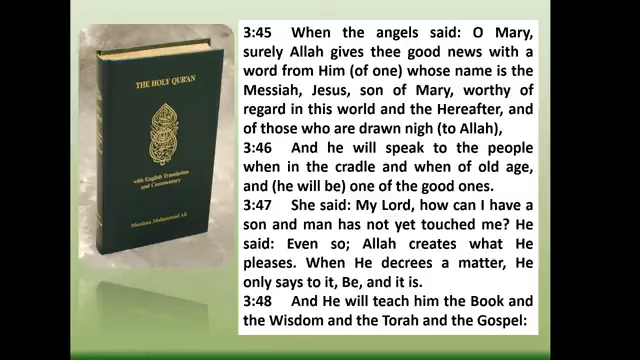 THE HOLY QUR'AN
with English Translation
and Commentary
Maulana Muhammad Ali
3:45 When the angels said: O Mary,
surely Allah gives thee good news with a
word from Him (of one) whose name is the
Messiah, Jesus, son of Mary, worthy of
regard in this world and the Hereafter, and
of those who are drawn nigh (to Allah),
3:46 And he will speak to the people
when in the cradle and when of old age,
and (he will be) one of the good ones.
3:47 She said: My Lord, how can I have a
son and man has not yet touched me? He
said: Even so; Allah creates what He
pleases. When He decrees a matter, He
only says to it, Be, and it is.
3:48 And He will teach him the Book and
the Wisdom and the Torah and the Gospel: